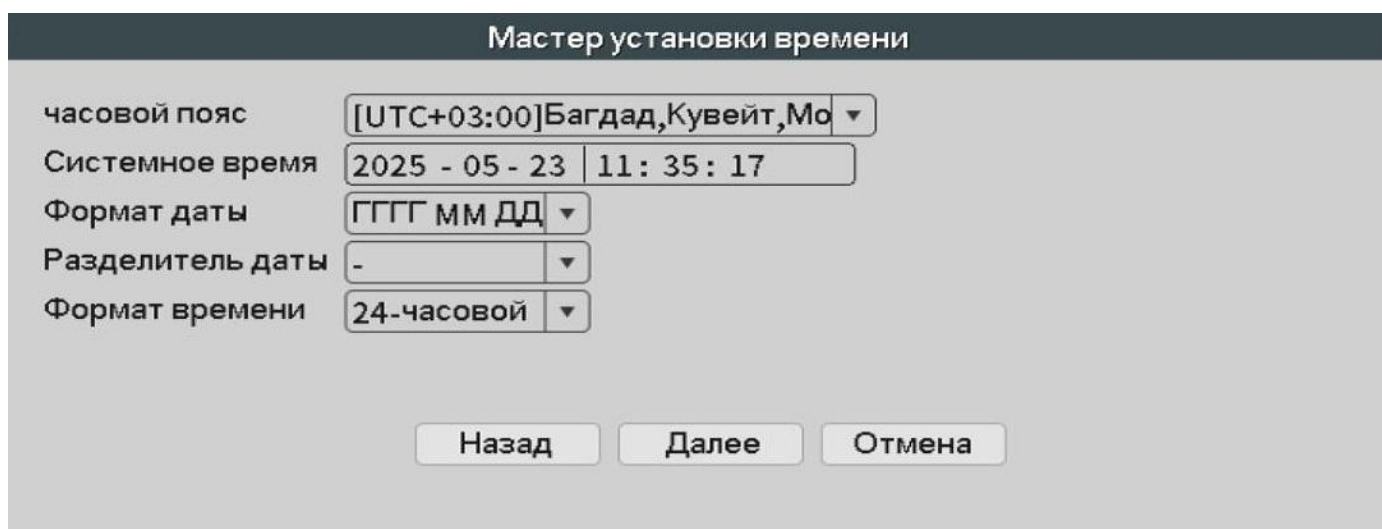 Мастер установки времени
часовой пояс [UTC+03:00]Багдад,Кувейт,Мо
Системное время 2025 - 05 - 23 11 : 35 : 17
Формат даты ГГГГ ММ ДД
Разделитель даты -
Формат времени 24-часовой
Назад Далее Отмена